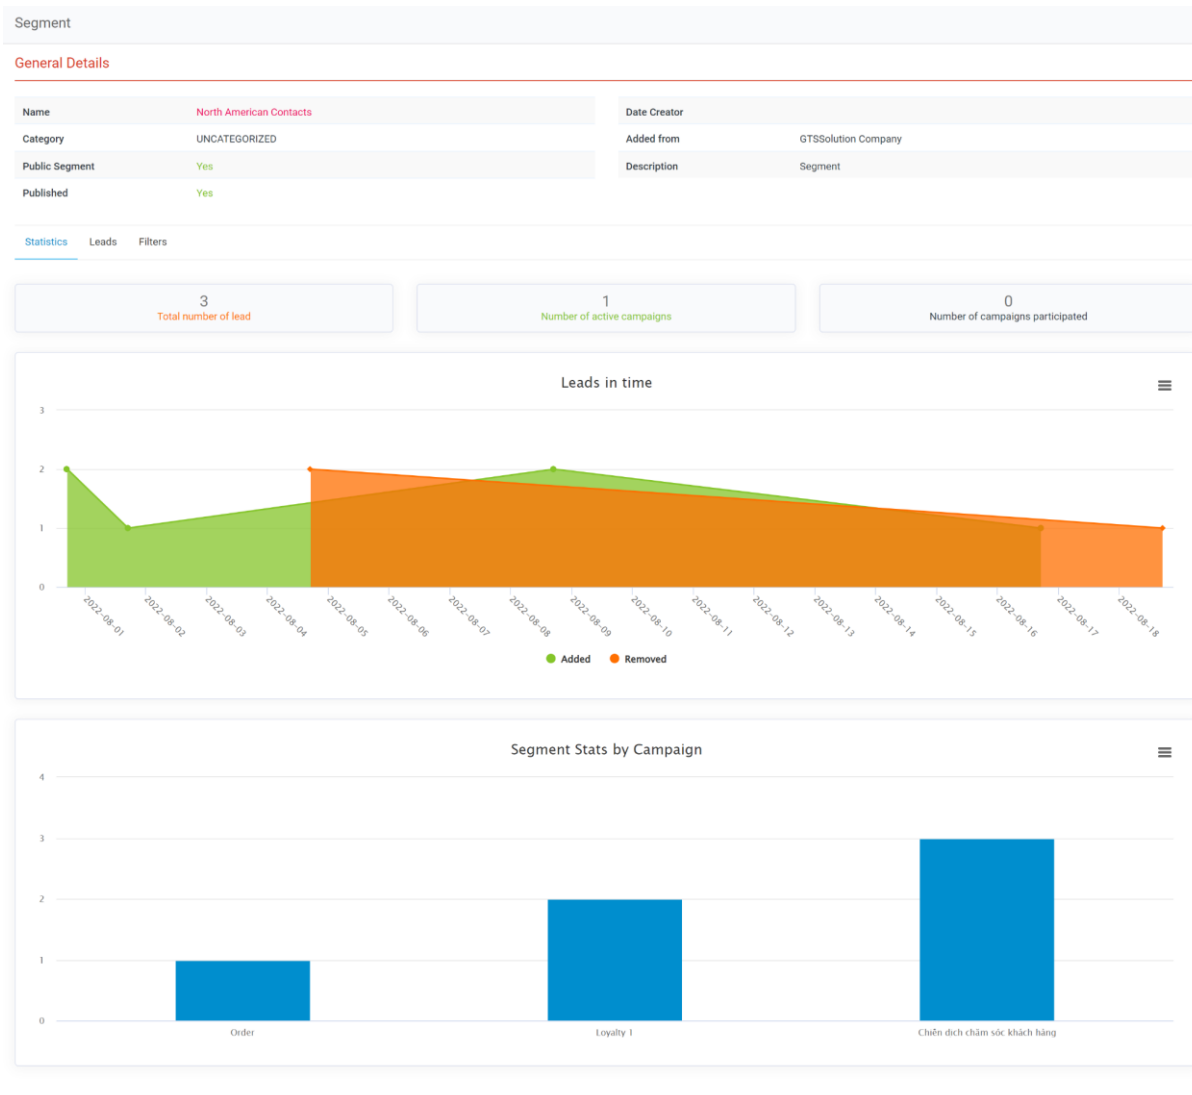 Segment
General Details
Name North American Contacts Date Creator
Category UNCATEGORIZED Added from GTSSolution Company
Public Segment Yes Description Segment
Published Yes
Statistics Leads Filters
3 1 0
Total number of lead Number of active campaigns Number of campaigns participated
Leads in time
3
2
1
0
2022-08-01 2022-08-02 2022-08-03 2022-08-04 2022-08-05 2022-08-06 2022-08-07 2022-08-08 2022-08-09 2022-08-10 2022-08-11 2022-08-12 2022-08-13 2022-08-14 2022-08-15 2022-08-16 2022-08-17 2022-08-18
Added Removed
Segment Stats by Campaign
4
3
2
1
0
Order Loyalty 1 Chiến dịch chăm sóc khách hàng